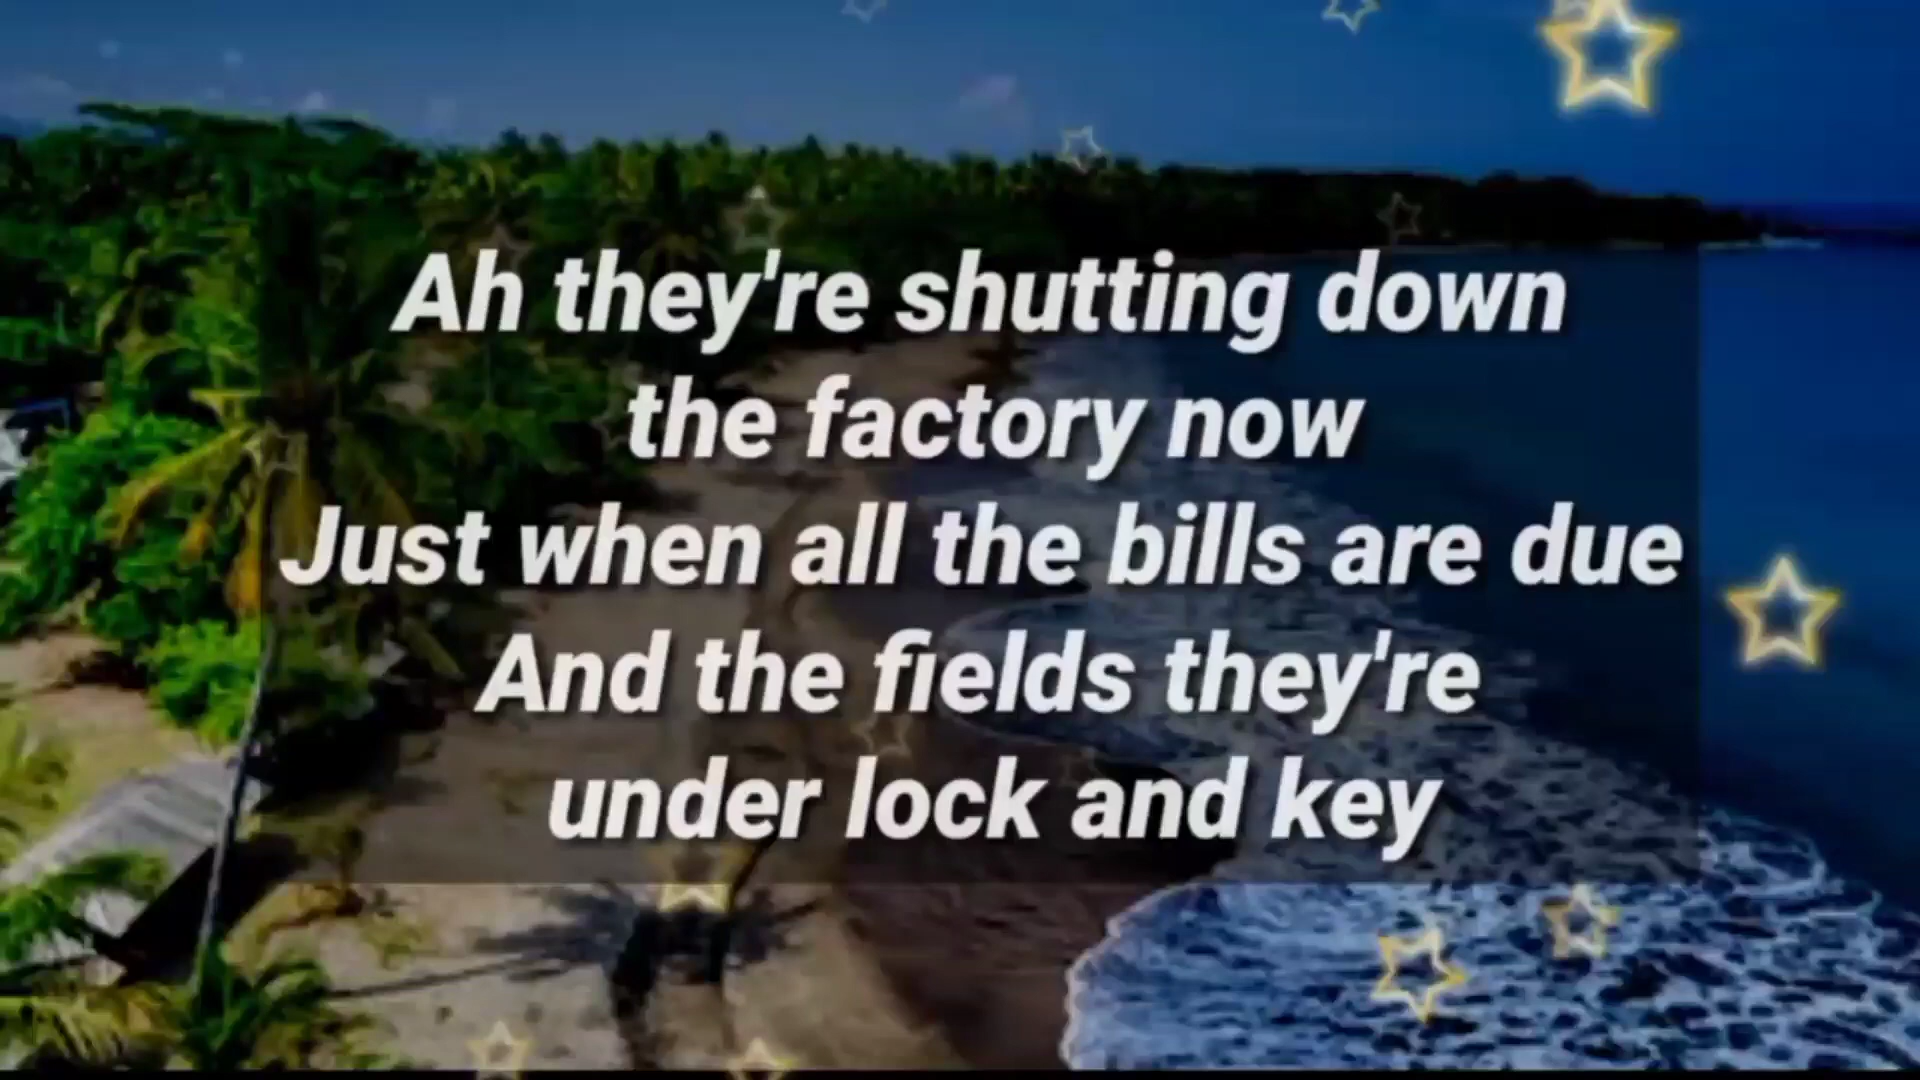 Ah they're shutting down
the factory now
Just when all the bills are due
And the fields they're
under lock and key